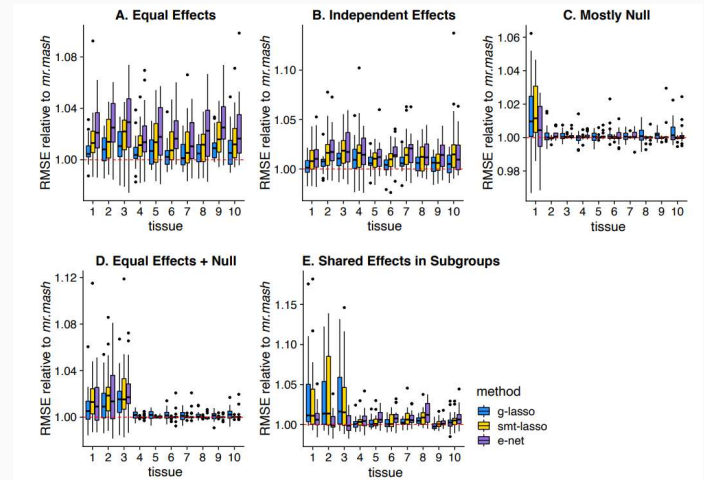 A. Equal Effects
RMSE relative to mr.mash
1.08
1.04
1.00
1 2 3 4 5 6 7 8 9 10
tissue
B. Independent Effects
RMSE relative to mr.mash
1.10
1.05
1.00
1 2 3 4 5 6 7 8 9 10
tissue
C. Mostly Null
RMSE relative to mr.mash
1.06
1.04
1.02
1.00
0.98
1 2 3 4 5 6 7 8 9 10
tissue
D. Equal Effects + Null
RMSE relative to mr.mash
1.12
1.08
1.04
1.00
1 2 3 4 5 6 7 8 9 10
tissue
E. Shared Effects in Subgroups
RMSE relative to mr.mash
1.15
1.10
1.05
1.00
1 2 3 4 5 6 7 8 9 10
tissue
method
g-lasso
smt-lasso
e-net